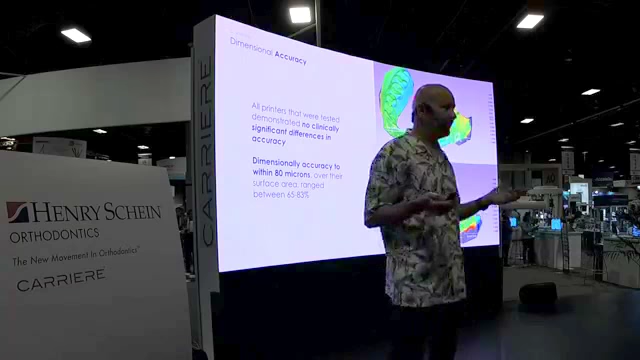 Dimensional Accuracy
All printers that were tested
demonstrated no clinically
significant differences in
accuracy
Dimensionally accuracy to
within 80 microns, over their
surface area, ranged
between 65-83%
CARRIERE
HENRY SCHEIN
ORTHODONTICS
The New Movement in Orthodontics
CARRIERE